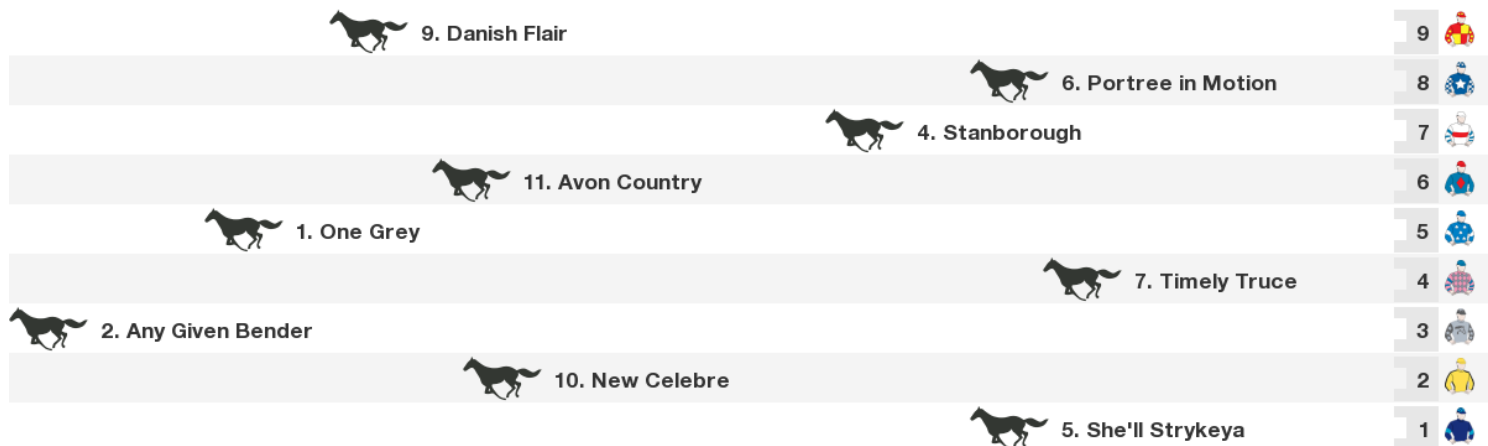 9. Danish Flair 9
6. Portree in Motion 8
4. Stanborough 7
11. Avon Country 6
1. One Grey 5
7. Timely Truce 4
2. Any Given Bender 3
10. New Celebre 2
5. She'll Strykeya 1